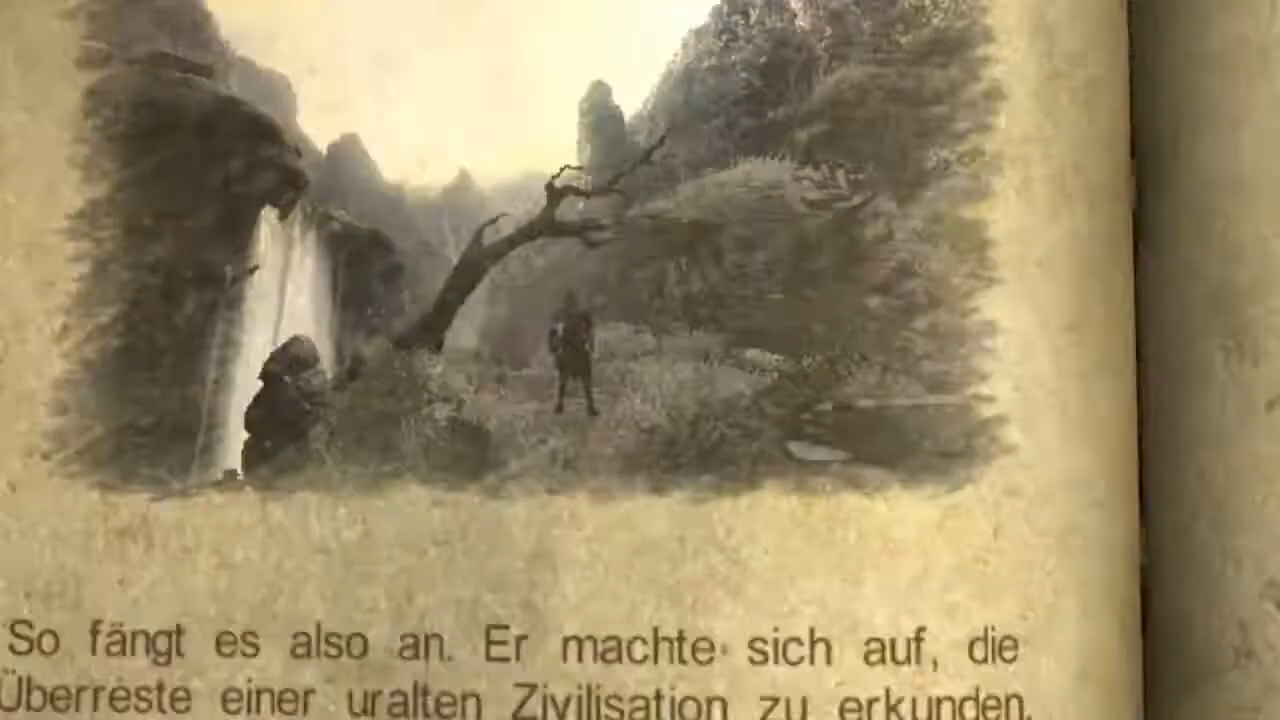 So fängt es also an. Er machte sich auf, die
Überreste einer uralten Zivilisation zu erkunden.